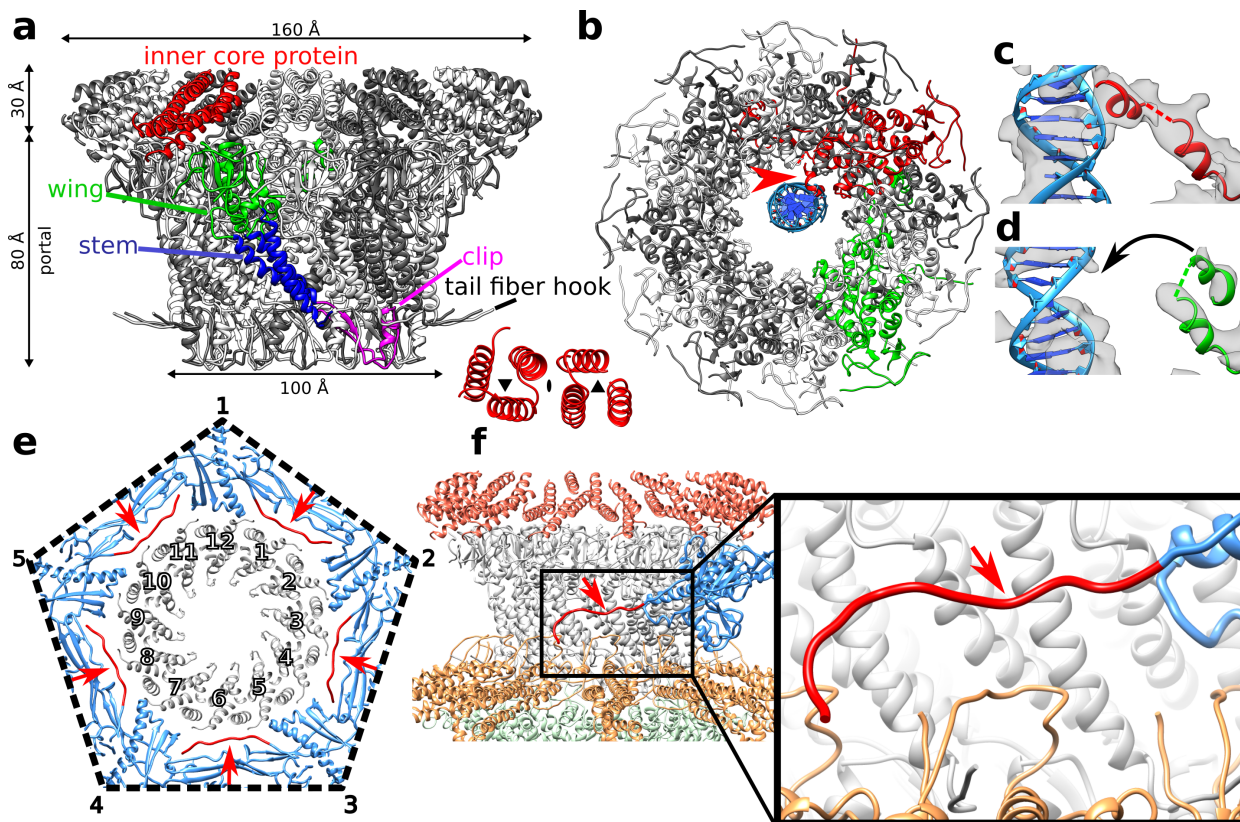 a
160 Å
inner core protein
30 Å
80 Å
portal
wing
stem
clip
tail fiber hook
100 Å
b
c
d
e
1
2
3
4
5
12
1
2
3
4
5
6
7
8
9
10
11
f